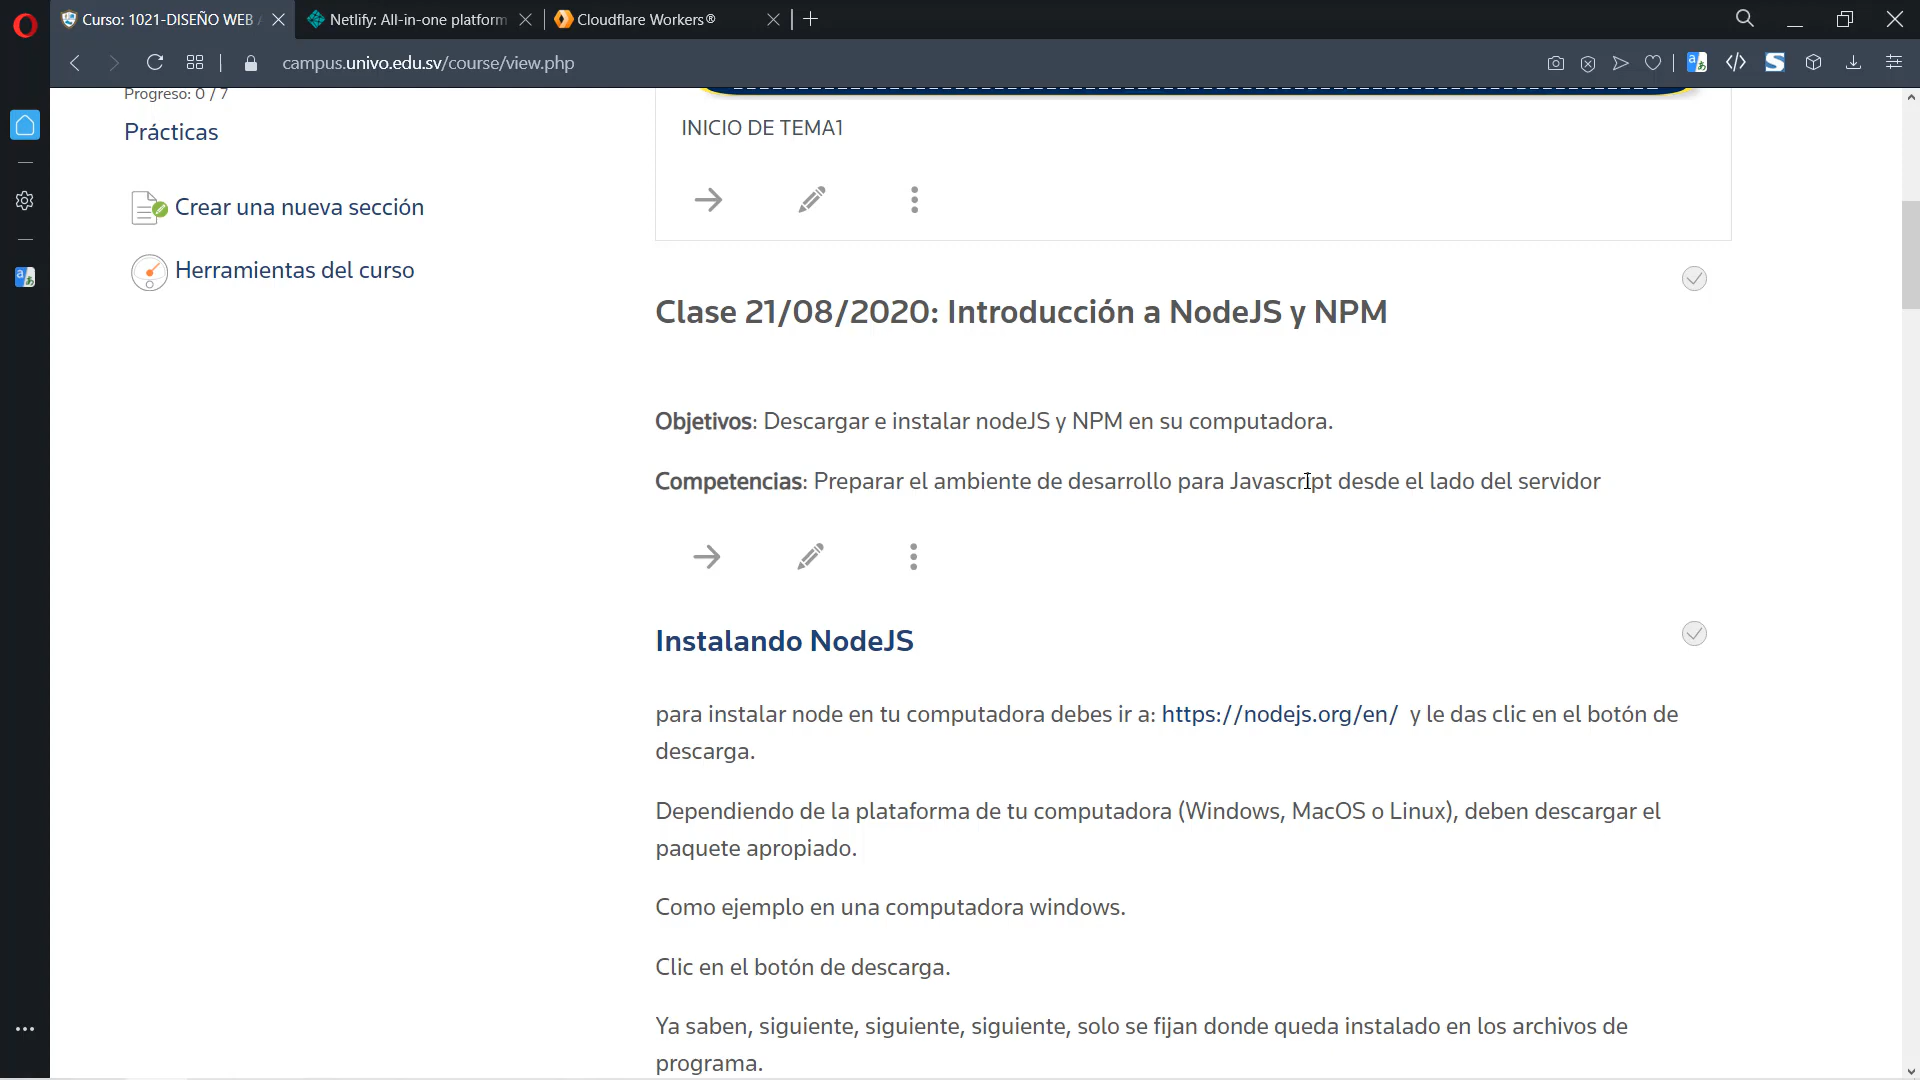 Curso: 1021-DISEÑO WEB
Netlify: All-in-one platform
Cloudflare Workers®
campus.univo.edu.sv/course/view.php
Progreso: 0 / 7
Prácticas
Crear una nueva sección
Herramientas del curso
INICIO DE TEMA1
Clase 21/08/2020: Introducción a NodeJS y NPM
Objetivos: Descargar e instalar nodeJS y NPM en su computadora.
Competencias: Preparar el ambiente de desarrollo para Javascript desde el lado del servidor
Instalando NodeJS
para instalar node en tu computadora debes ir a: https://nodejs.org/en/ y le das clic en el botón de
descarga.
Dependiendo de la plataforma de tu computadora (Windows, MacOS o Linux), deben descargar el
paquete apropiado.
Como ejemplo en una computadora windows.
Clic en el botón de descarga.
Ya saben, siguiente, siguiente, siguiente, solo se fijan donde queda instalado en los archivos de
programa.